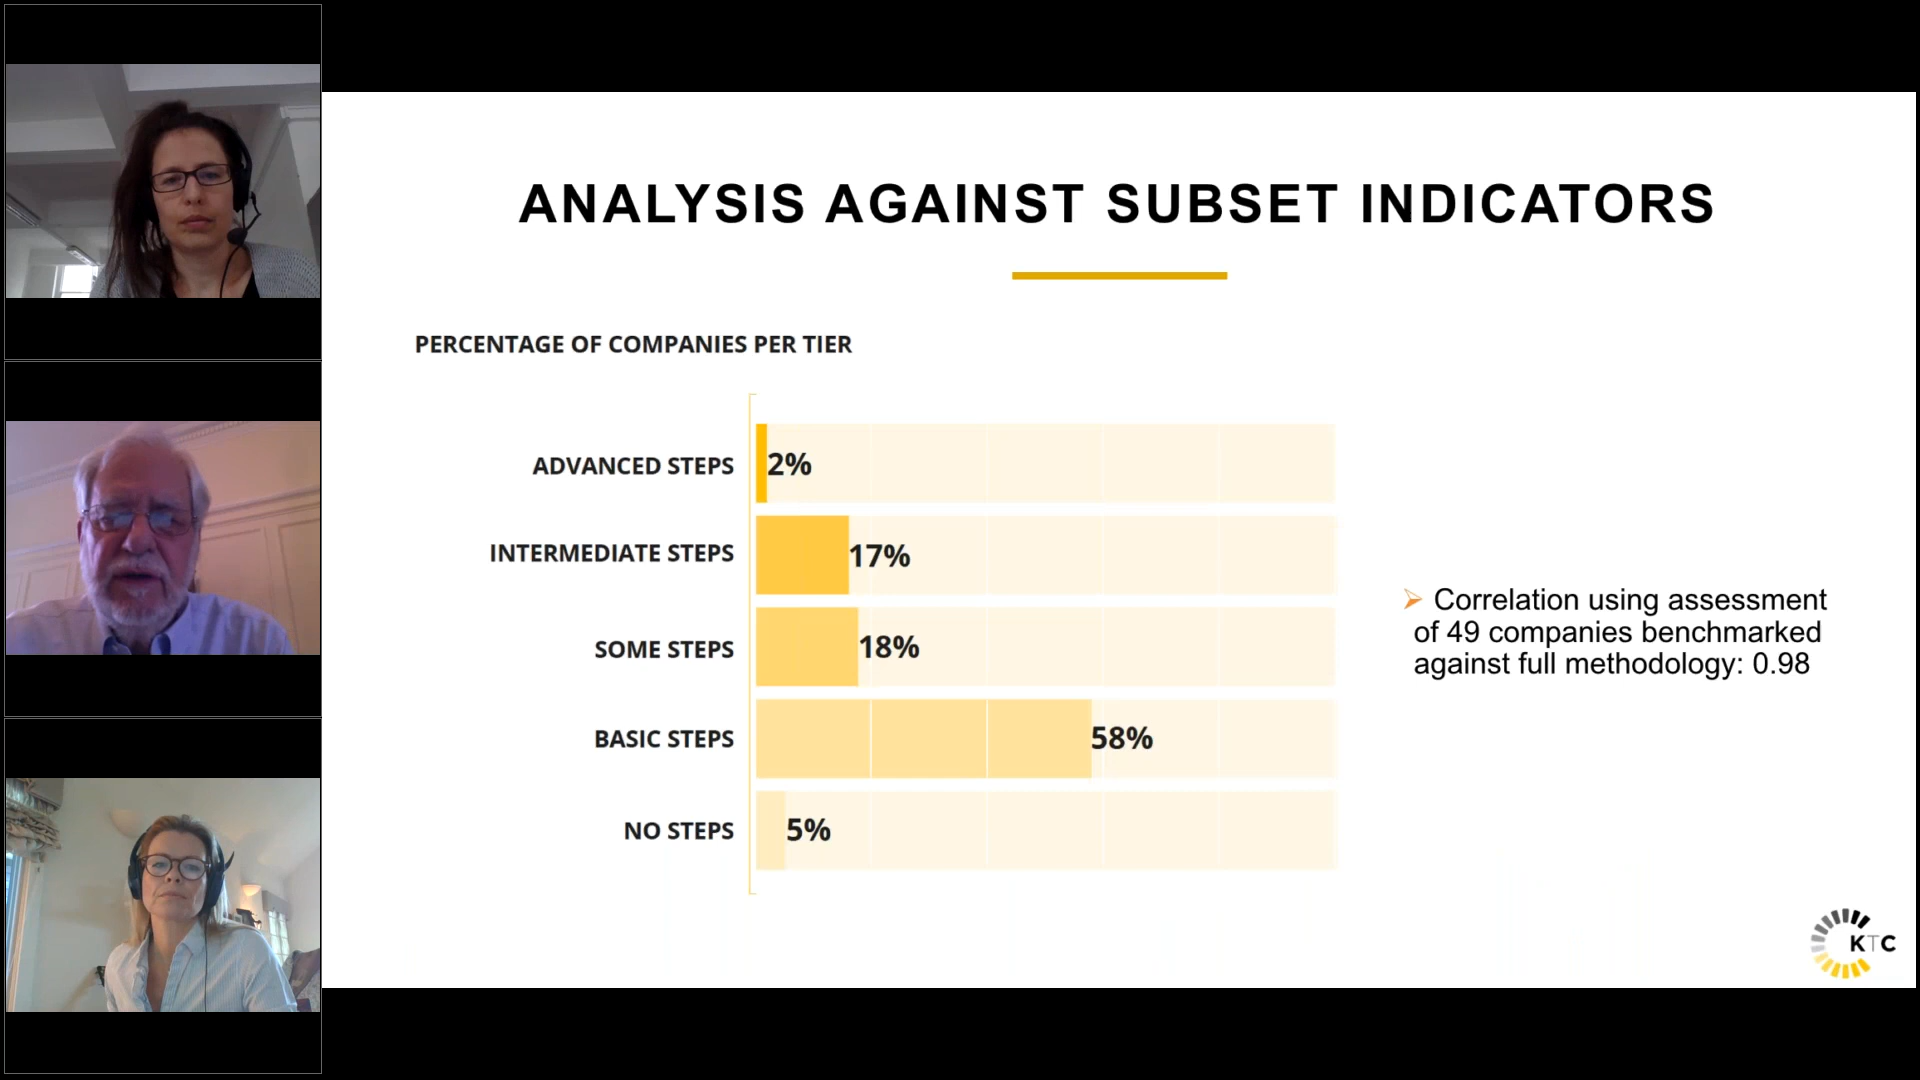 ANALYSIS AGAINST SUBSET INDICATORS
PERCENTAGE OF COMPANIES PER TIER
ADVANCED STEPS 2%
INTERMEDIATE STEPS 17%
SOME STEPS 18%
BASIC STEPS 58%
NO STEPS 5%
Correlation using assessment
of 49 companies benchmarked
against full methodology: 0.98
KTC